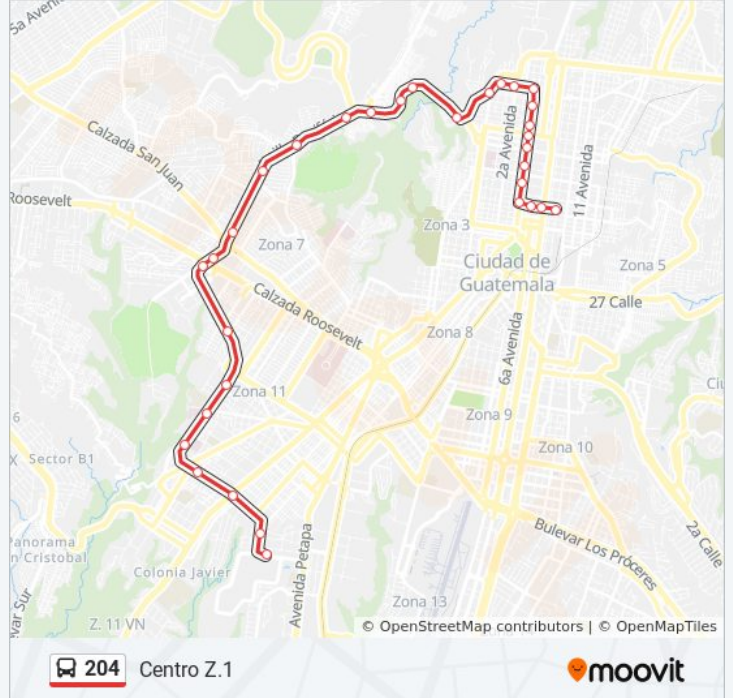 5a Aven
Calzada San Juan
Roosevelt
2a Avenida
11 Avenida
Zona 3
Zona 7
Ciudad de
Guatemala
Zona 5
27 Calle
Calzada Roosevelt
Zona 8
6a Avenida
Zona 11
Zona 9
Zona 10
6
X Sector B1
Panorama
n Cristobal
Colonia Javier
Avenida Petapa
Bulevar Los Próceres
2a Calle
Z. 11 VN
Zona 13
© OpenStreetMap contributors | © OpenMapTiles
204 Centro Z.1
moovit